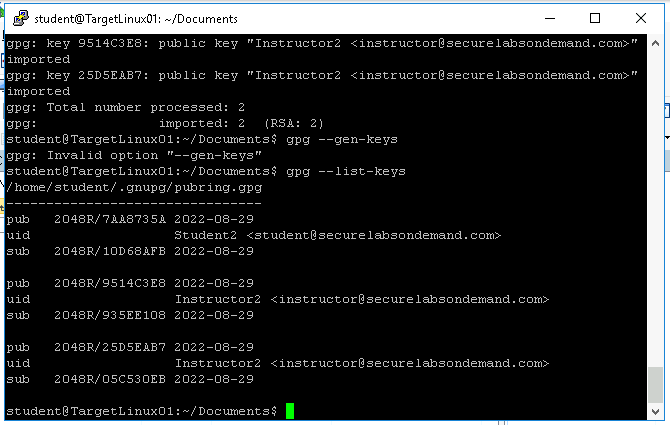 student@TargetLinux01: ~/Documents
gpg: key 9514C3E8: public key "Instructor2 <instructor@securelabsondemand.com>"
imported
gpg: key 25D5EAB7: public key "Instructor2 <instructor@securelabsondemand.com>"
imported
gpg: Total number processed: 2
gpg:               imported: 2  (RSA: 2)
student@TargetLinux01:~/Documents$ gpg --gen-keys
gpg: Invalid option "--gen-keys"
student@TargetLinux01:~/Documents$ gpg --list-keys
/home/student/.gnupg/pubring.gpg
--------------------------------
pub   2048R/7AA8735A 2022-08-29
uid                  Student2 <student@securelabsondemand.com>
sub   2048R/10D68AFB 2022-08-29
pub   2048R/9514C3E8 2022-08-29
uid                  Instructor2 <instructor@securelabsondemand.com>
sub   2048R/935EE108 2022-08-29
pub   2048R/25D5EAB7 2022-08-29
uid                  Instructor2 <instructor@securelabsondemand.com>
sub   2048R/05C530EB 2022-08-29
student@TargetLinux01:~/Documents$